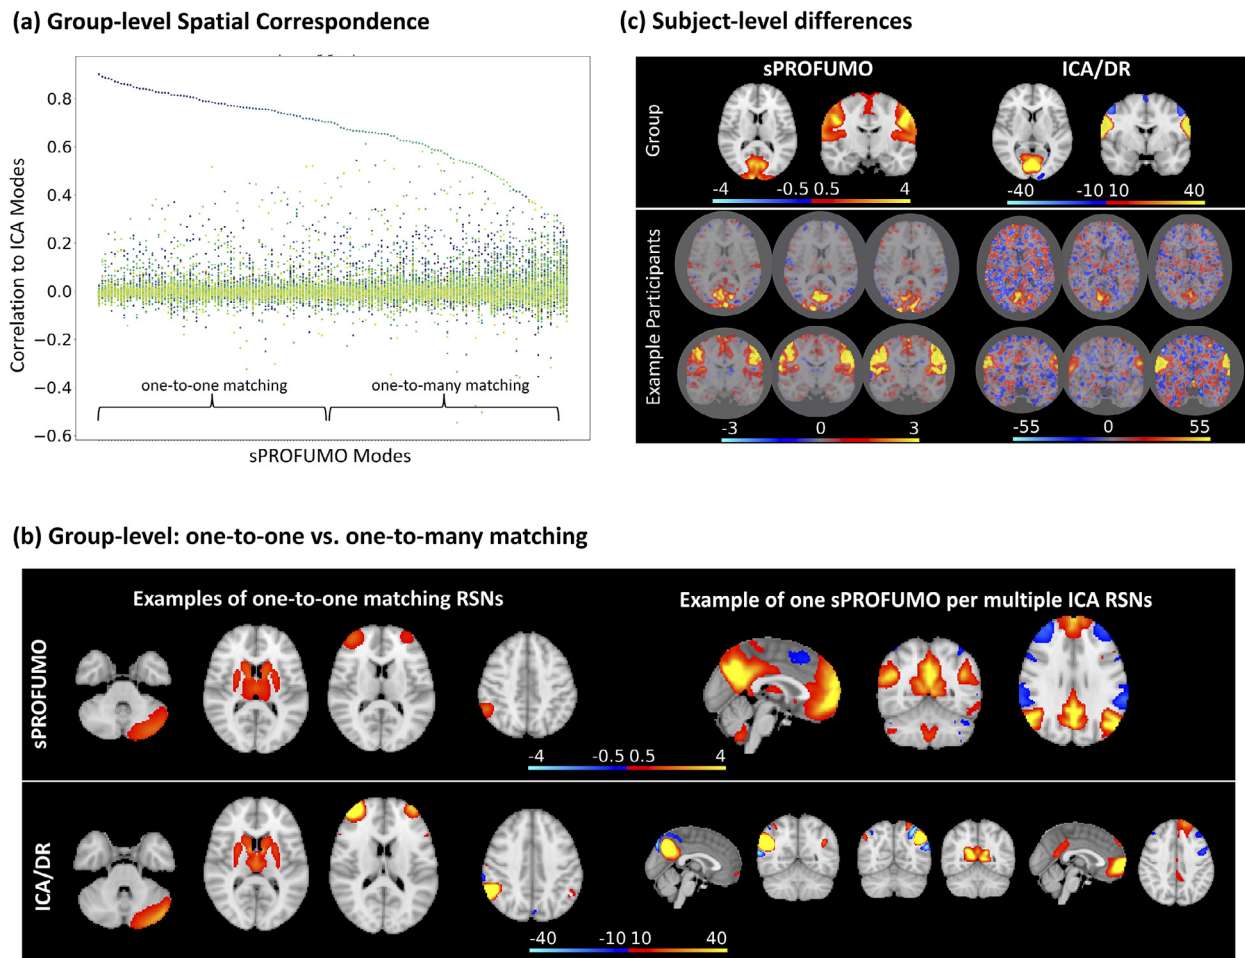 (a) Group-level Spatial Correspondence
Correlation to ICA Modes
0.8
0.6
0.4
0.2
0.0
−0.2
−0.4
−0.6
one-to-one matching
one-to-many matching
sPROFUMO Modes
(c) Subject-level differences
sPROFUMO
ICA/DR
Group
-4 -0.5 0.5 4
-40 -10 10 40
Example Participants
-3 0 3
-55 0 55
(b) Group-level: one-to-one vs. one-to-many matching
Examples of one-to-one matching RSNs
Example of one sPROFUMO per multiple ICA RSNs
sPROFUMO
-4 -0.5 0.5 4
ICA/DR
-40 -10 10 40